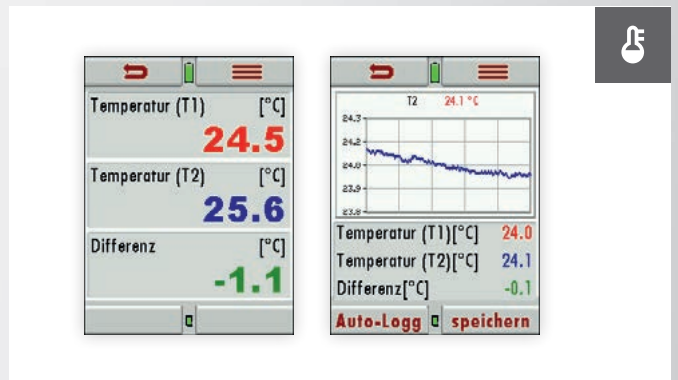 Temperatur (T1) [°C]
24.5
Temperatur (T2) [°C]
25.6
Differenz [°C]
-1.1
T2 24.1 °C
24.3
24.2
24.0
23.9
23.8
Temperatur (T1)[°C] 24.0
Temperatur (T2)[°C] 24.1
Differenz[°C] -0.1
Auto-Logg speichern